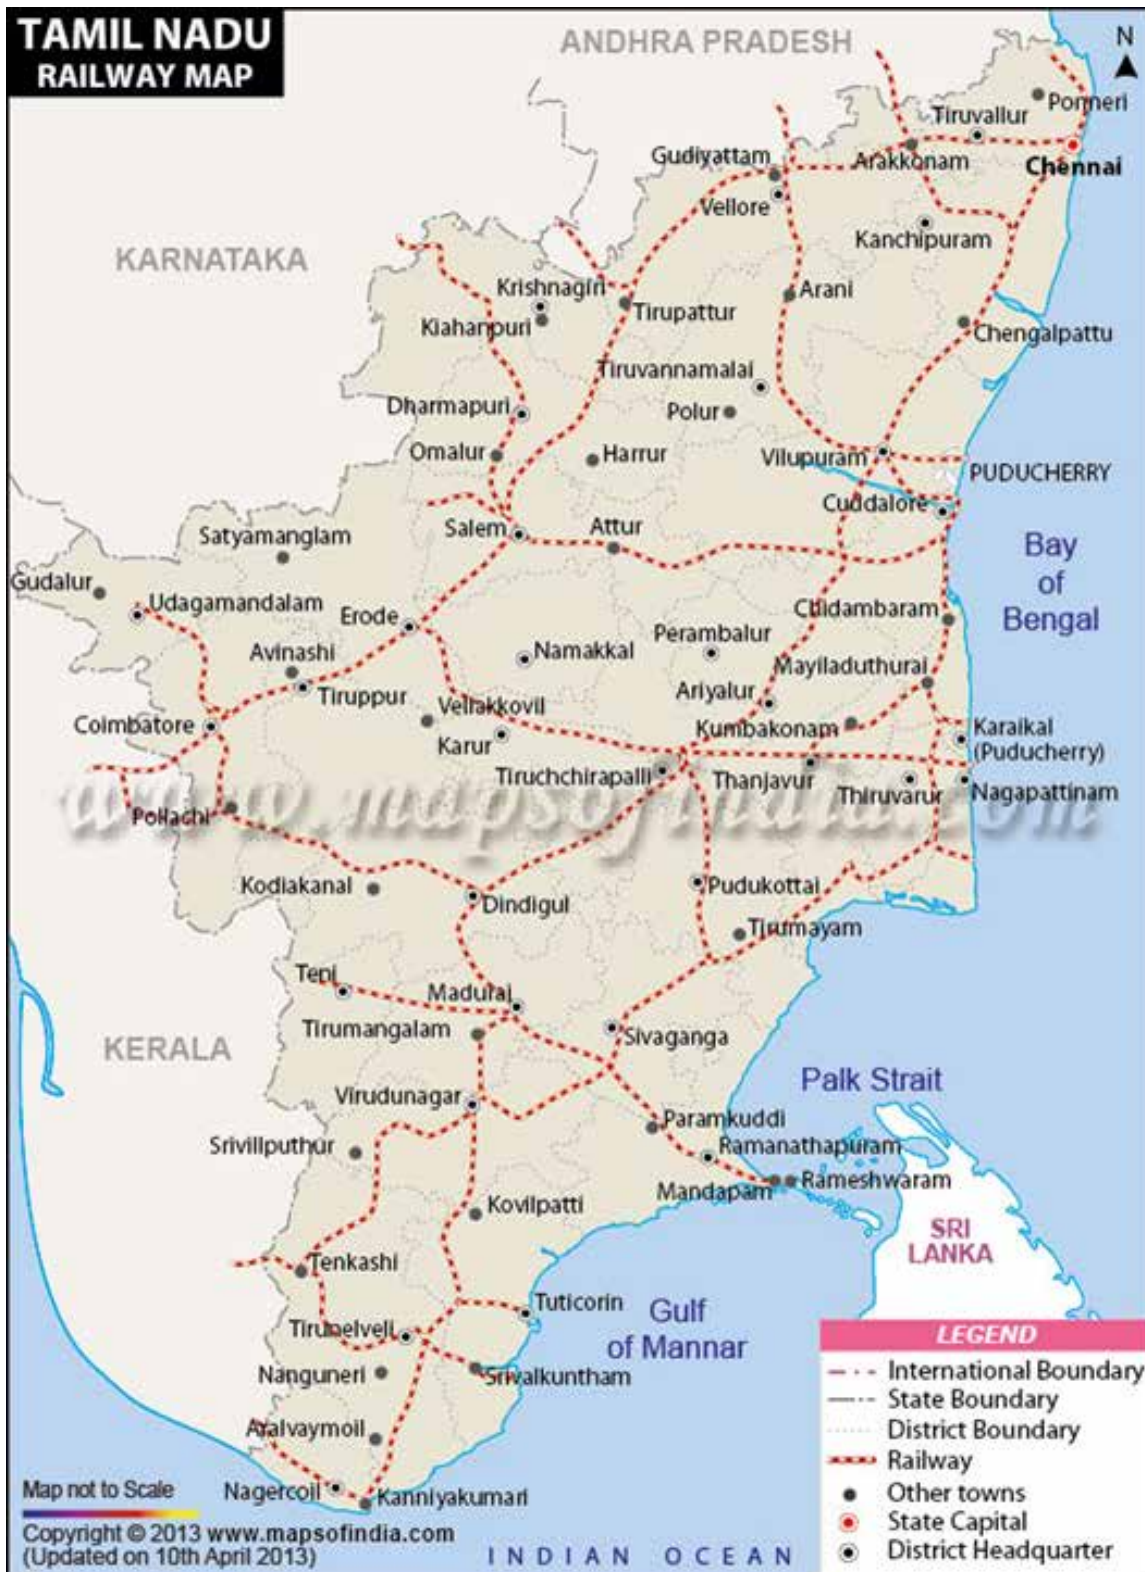 TAMIL NADU
RAILWAY MAP
ANDHRA PRADESH
N
Ponneri
Tiruvallur
Gudiyattam
Arakkonam
Chennai
Vellore
Kanchipuram
KARNATAKA
Krishnagiri
Arani
Tirupattur
Kiahanpuri
Chengalpattu
Tiruvannamalai
Dharmapuri
Polur
Omalur
Harrur
Vilupuram
PUDUCHERRY
Cuddalore
Salem
Attur
Satyamanglam
Bay
of
Bengal
Gudalur
Udagamandalam
Erode
Chidambaram
Perambalur
Avinashi
Namakkal
Mayiladuthurai
Tiruppur
Ariyalur
Vellakkovil
Coimbatore
Kumbakonam
Karaikal
(Puducherry)
Karur
Tiruchchirapalli
Thanjavur
Thiruvarur
Nagapattinam
www.mapsofindia.com
Pollachi
Kodiakanal
Pudukottai
Dindigul
Tirumayam
Teni
Madurai
Tirumangalam
Sivaganga
KERALA
Palk Strait
Virudunagar
Paramkuddi
Srivillputhur
Ramanathapuram
Mandapam
Rameshwaram
Kovilpatti
SRI
LANKA
Tenkashi
Tuticorin
Gulf
of Mannar
Tirunelveli
Nanguneri
Srivalkuntham
Aralvaymoil
Nagercoil
Kanniyakumari
LEGEND
International Boundary
State Boundary
District Boundary
Railway
Other towns
State Capital
District Headquarter
Map not to Scale
Copyright © 2013 www.mapsofindia.com
(Updated on 10th April 2013)
INDIAN OCEAN